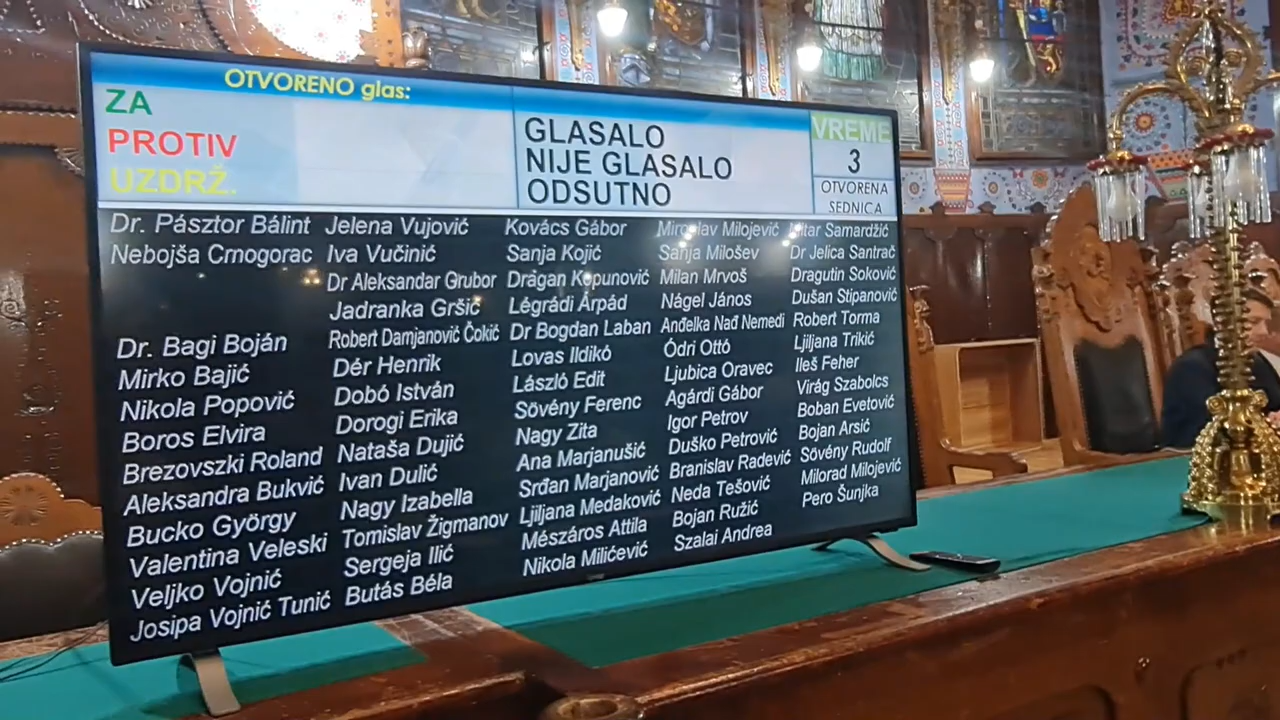 OTVORENO glas:
ZA
PROTIV
UZDRŽ.
GLASALO
NIJE GLASALO
ODSUTNO
VREME
3
OTVORENA
SEDNICA
Dr. Pásztor Bálint
Nebojša Crnogorac
Dr. Bagi Boján
Mirko Bajić
Nikola Popović
Boros Elvira
Brezovszki Roland
Aleksandra Bukvić
Bucko György
Valentina Veleski
Veljko Vojnić
Josipa Vojnić Tunić
Jelena Vujović
Iva Vučinić
Dr Aleksandar Grubor
Jadranka Gršić
Robert Damjanović Čokić
Dér Henrik
Dobó István
Dorogi Erika
Nataša Dujić
Ivan Dulić
Nagy Izabella
Tomislav Žigmanov
Sergeja Ilić
Butás Béla
Kovács Gábor
Sanja Kojić
Dragan Kopunović
Légrádi Árpád
Dr Bogdan Laban
Lovas Ildikó
László Edit
Sövény Ferenc
Nagy Zita
Ana Marjanušić
Srđan Marjanović
Ljiljana Medaković
Mészáros Attila
Nikola Milićević
Miroslav Milojević
Sanja Milošev
Milan Mrvoš
Nágel János
Anđelka Nađ Nemedi
Ódri Ottó
Ljubica Oravec
Agárdi Gábor
Igor Petrov
Duško Petrović
Branislav Radević
Neda Tešović
Bojan Ružić
Szalai Andrea
Samardžić
Dr Jelica Santrač
Dragutin Soković
Dušan Stipanović
Robert Torma
Ljiljana Trikić
Ileš Feher
Virág Szabolcs
Boban Evetović
Bojan Arsić
Sövény Rudolf
Milorad Milojević
Pero Šunjka